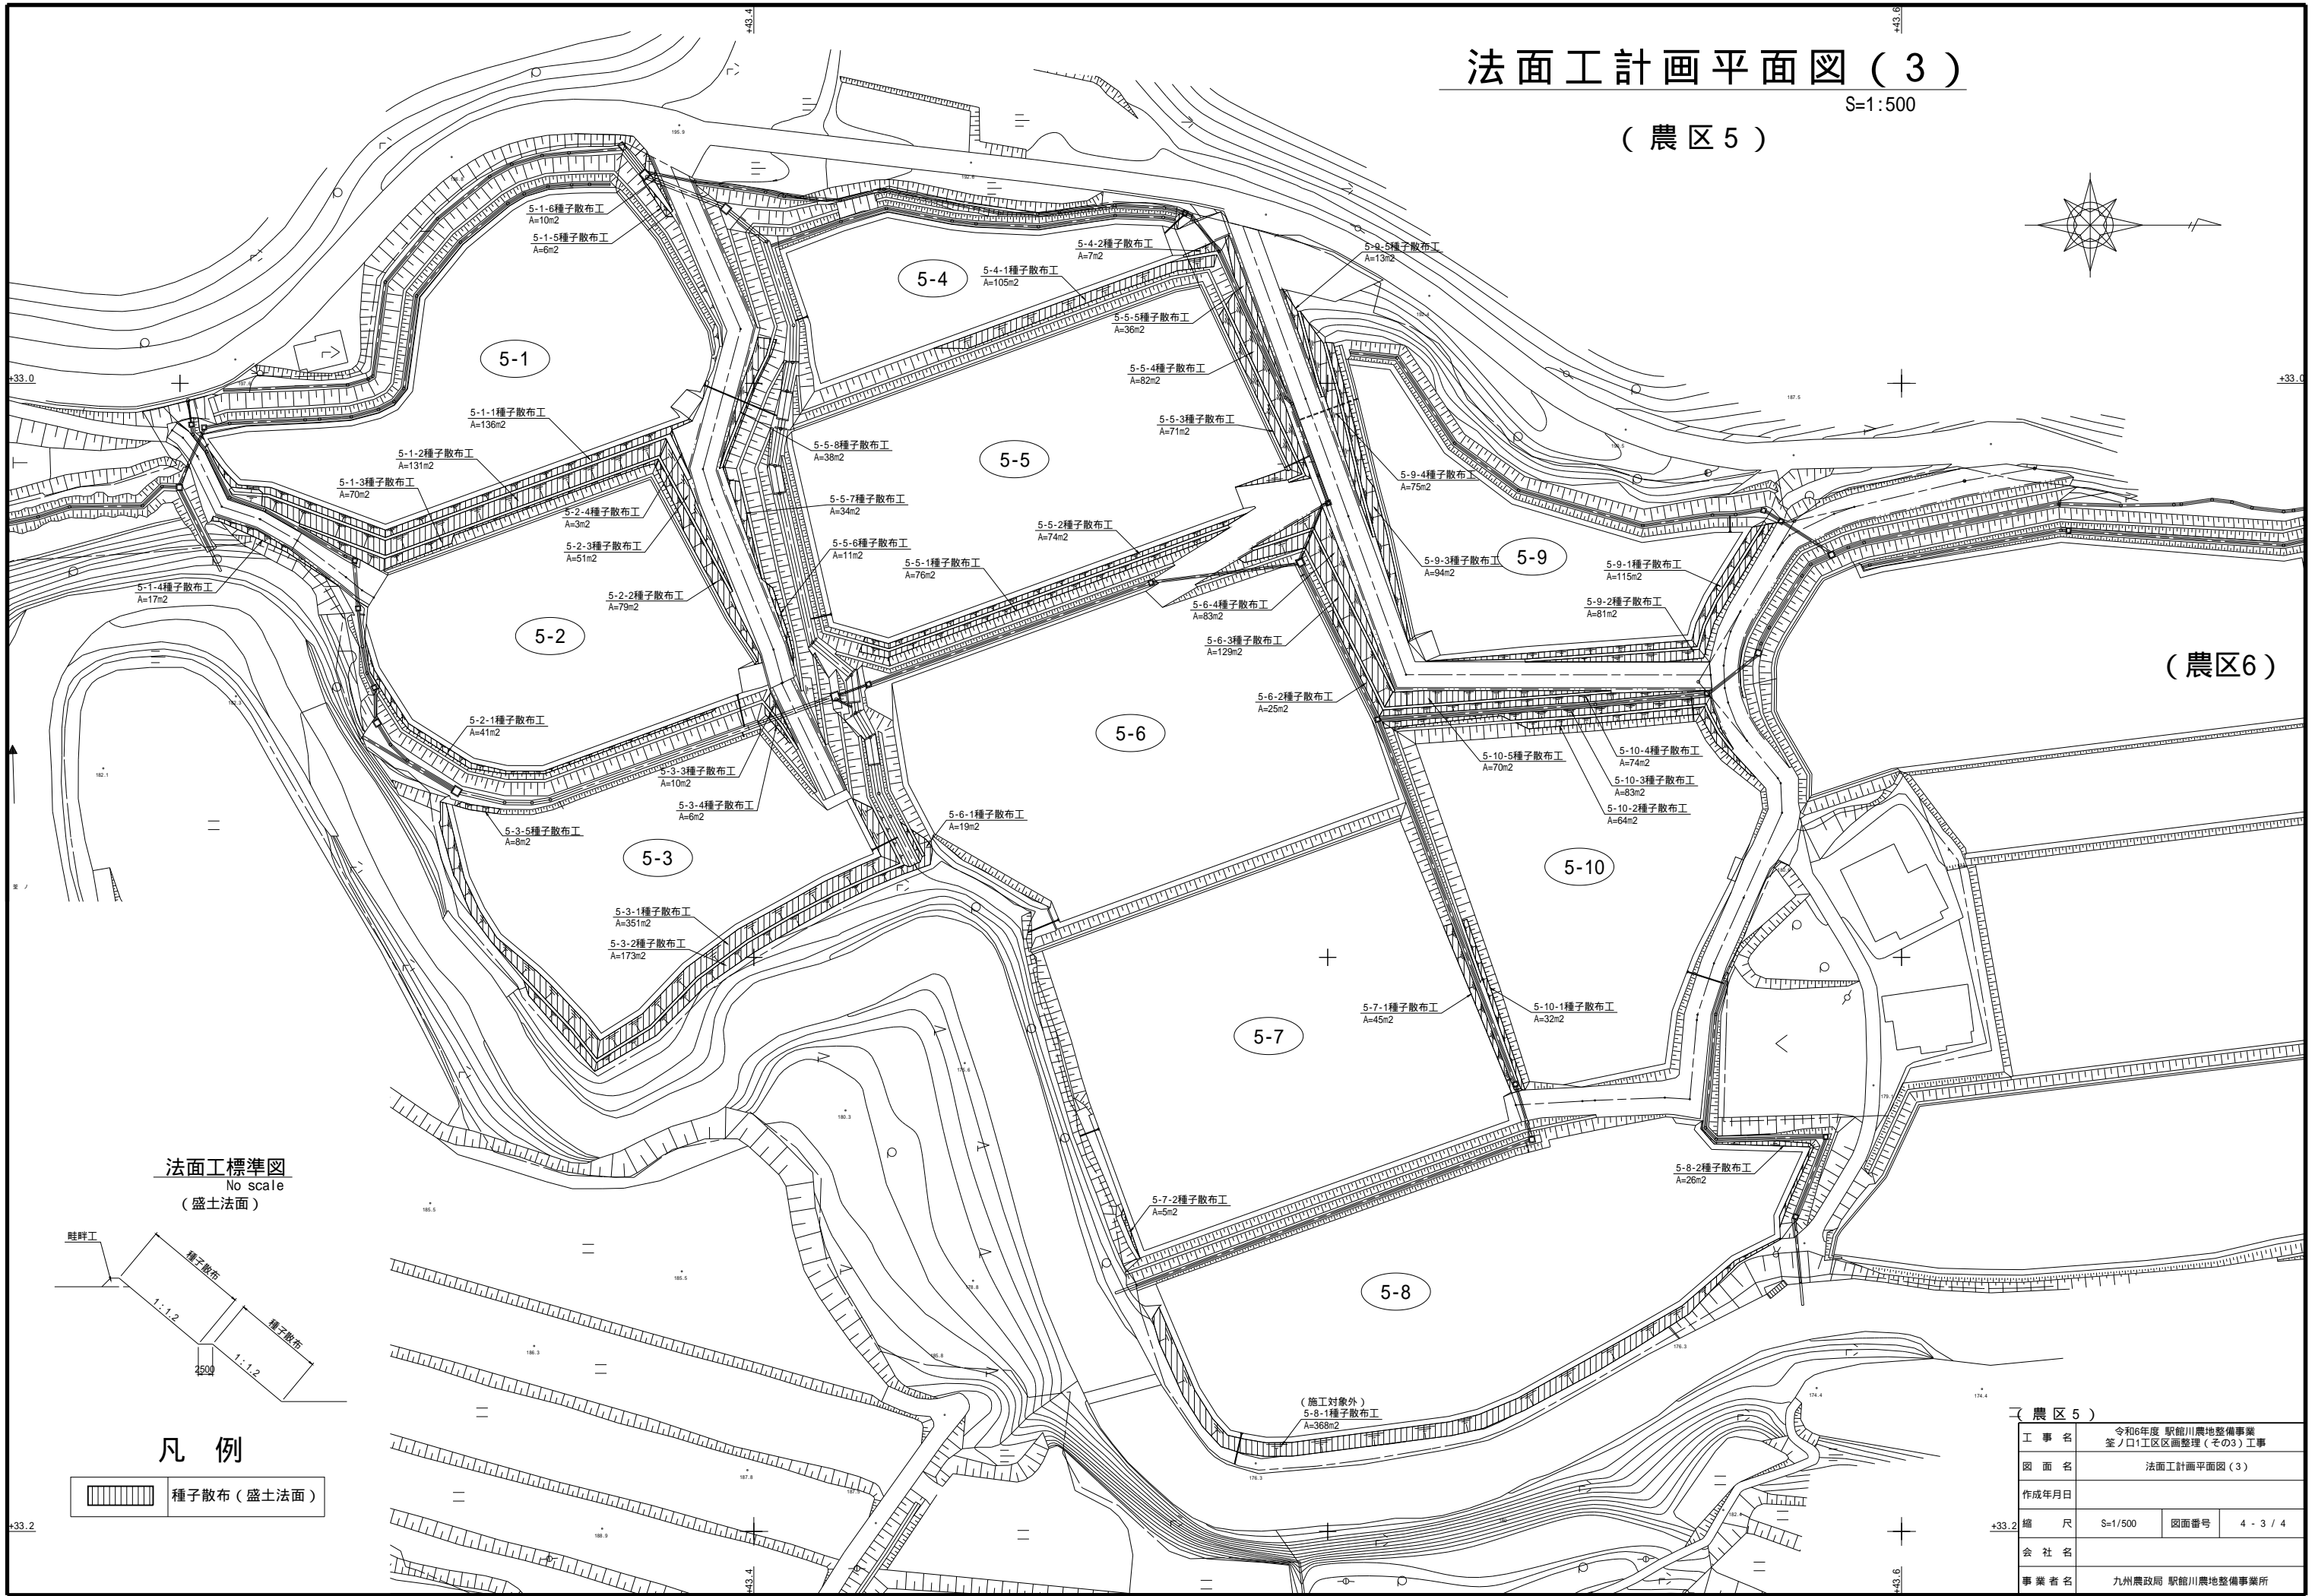 +43.4
+43.6
法面工計画平面図（3）
S=1:500
（農区5）
+33.0
+33.0
5-1-6種子散布工
A=10m2
5-1-5種子散布工
A=6m2
5-4-2種子散布工
A=7m2
5-4-1種子散布工
A=105m2
5-4
5-9-5種子散布工
A=13m2
5-5-5種子散布工
A=36m2
5-5-4種子散布工
A=82m2
5-5-3種子散布工
A=71m2
5-1
5-1-1種子散布工
A=136m2
5-1-2種子散布工
A=131m2
5-1-3種子散布工
A=70m2
5-5-8種子散布工
A=38m2
5-5
5-9-4種子散布工
A=75m2
5-2-4種子散布工
A=3m2
5-5-7種子散布工
A=34m2
5-2-3種子散布工
A=51m2
5-5-6種子散布工
A=11m2
5-5-2種子散布工
A=74m2
5-5-1種子散布工
A=76m2
5-9-3種子散布工
A=94m2
5-9
5-9-1種子散布工
A=115m2
5-9-2種子散布工
A=81m2
5-1-4種子散布工
A=17m2
5-2-2種子散布工
A=79m2
5-2
5-6-4種子散布工
A=83m2
5-6-3種子散布工
A=129m2
（農区6）
5-2-1種子散布工
A=41m2
5-6-2種子散布工
A=25m2
5-6
5-3-3種子散布工
A=10m2
5-3-4種子散布工
A=6m2
5-10-5種子散布工
A=70m2
5-10-4種子散布工
A=74m2
5-10-3種子散布工
A=83m2
5-10-2種子散布工
A=64m2
5-3-5種子散布工
A=8m2
5-6-1種子散布工
A=19m2
5-3
5-10
5-3-1種子散布工
A=351m2
5-3-2種子散布工
A=173m2
5-7-1種子散布工
A=45m2
5-10-1種子散布工
A=32m2
5-7
5-8-2種子散布工
A=26m2
5-7-2種子散布工
A=5m2
5-8
（施工対象外）
5-8-1種子散布工
A=368m2
法面工標準図
No scale
（盛土法面）
畦畔工
種子散布
1:1.2
種子散布
1:1.2
2500
凡 例
種子散布（盛土法面）
+33.2
+43.4
+33.2
+43.6
（農区5）
工事名 令和6年度 駅館川農地整備事業
釜ノ口1工区区画整理（その3）工事
図面名 法面工計画平面図（3）
作成年月日
縮尺 S=1/500 図面番号 4 - 3 / 4
会社名
事業者名 九州農政局 駅館川農地整備事業所